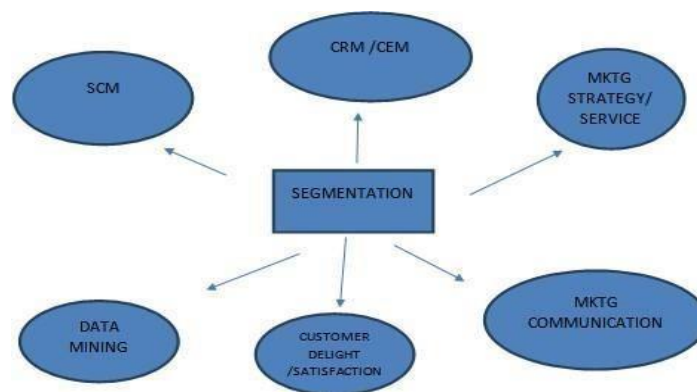 CRM /CEM
SCM
MKTG
STRATEGY/
SERVICE
SEGMENTATION
DATA
MINING
CUSTOMER
DELIGHT
/SATISFACTION
MKTG
COMMUNICATION